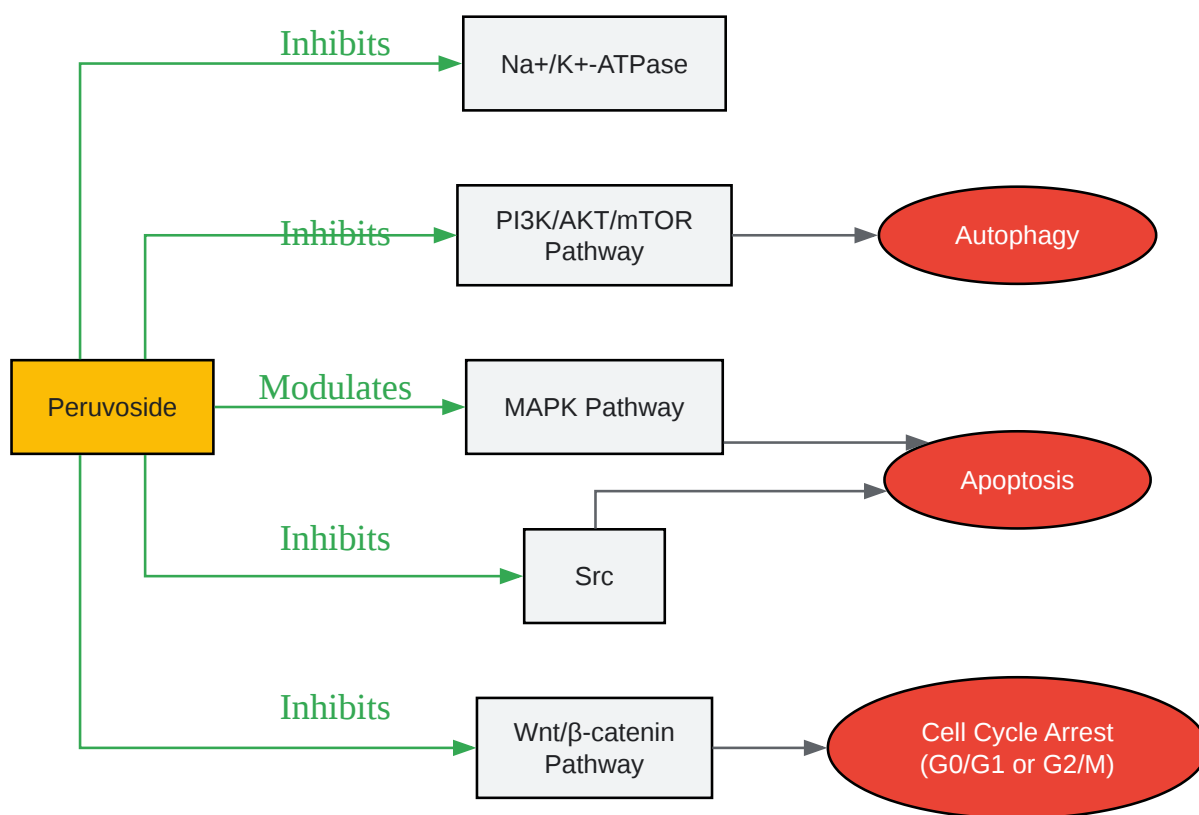 Inhibits
Na+/K+-ATPase
Inhibits
PI3K/AKT/mTOR
Pathway
Autophagy
Peruvoside
Modulates
MAPK Pathway
Apoptosis
Inhibits
Src
Inhibits
Wnt/β-catenin
Pathway
Cell Cycle Arrest
(G0/G1 or G2/M)